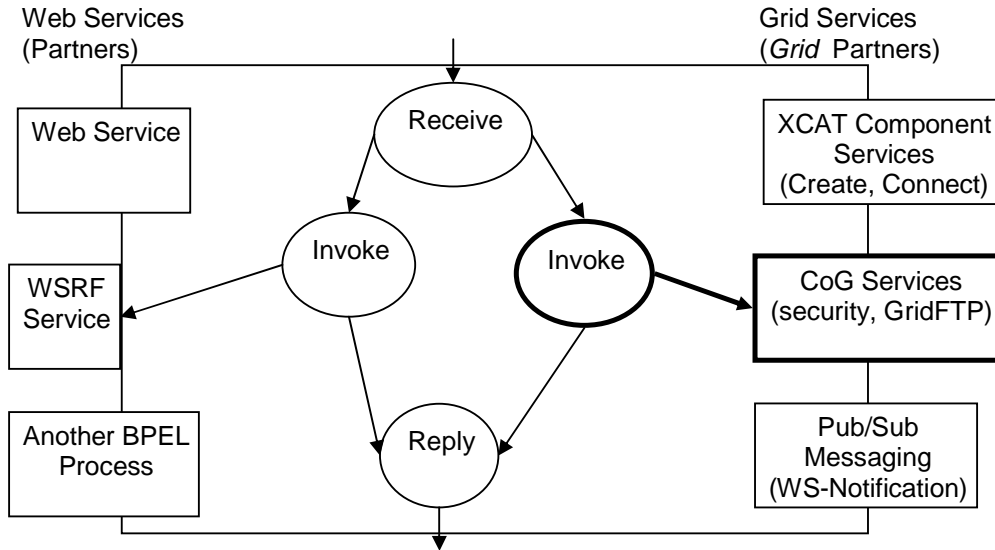 Web Services
(Partners)
Grid Services
(Grid Partners)
Receive
Web Service
XCAT Component
Services
(Create, Connect)
Invoke
Invoke
WSRF
Service
CoG Services
(security, GridFTP)
Another BPEL
Process
Reply
Pub/Sub
Messaging
(WS-Notification)